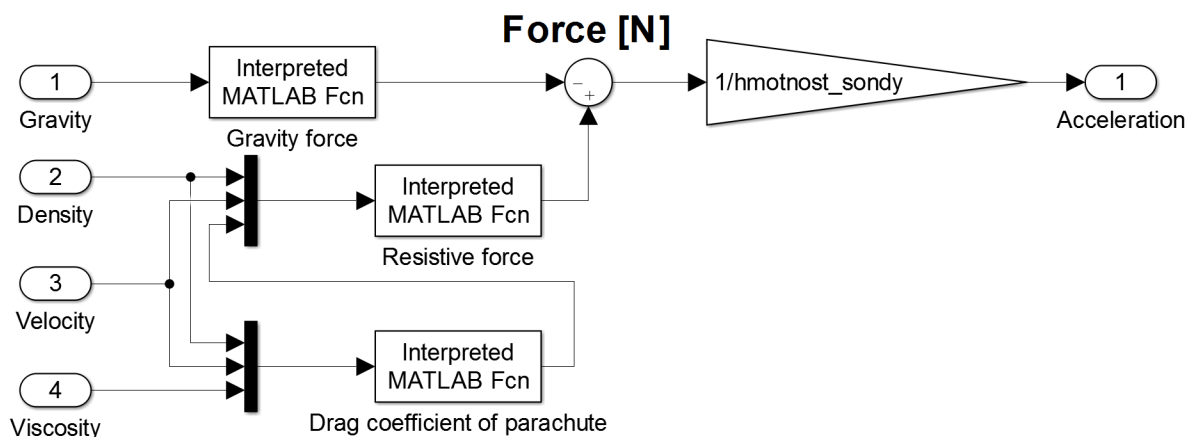 Force [N]
1
Gravity
Interpreted
MATLAB Fcn
Gravity force
−
+
1/hmotnost_sondy
1
Acceleration
2
Density
Interpreted
MATLAB Fcn
Resistive force
3
Velocity
4
Viscosity
Interpreted
MATLAB Fcn
Drag coefficient of parachute